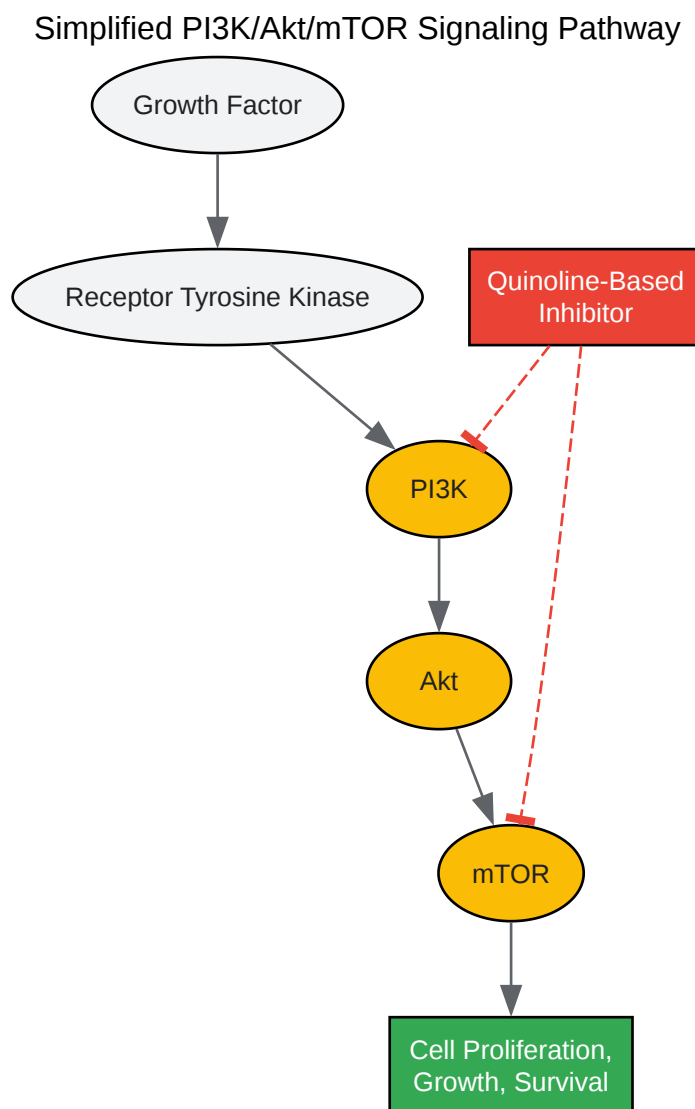 Simplified PI3K/Akt/mTOR Signaling Pathway
Growth Factor
Receptor Tyrosine Kinase
Quinoline-Based
Inhibitor
PI3K
Akt
mTOR
Cell Proliferation,
Growth, Survival